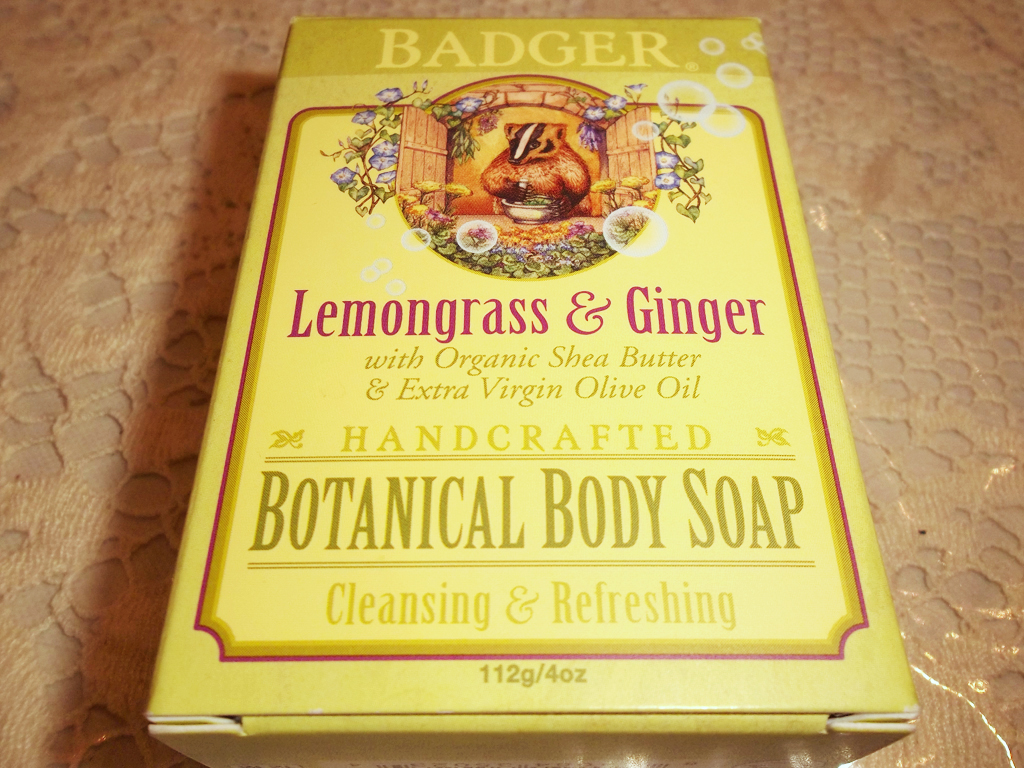 BADGER®
Lemongrass & Ginger
with Organic Shea Butter
& Extra Virgin Olive Oil
HANDCRAFTED
BOTANICAL BODY SOAP
Cleansing & Refreshing
112g/4oz